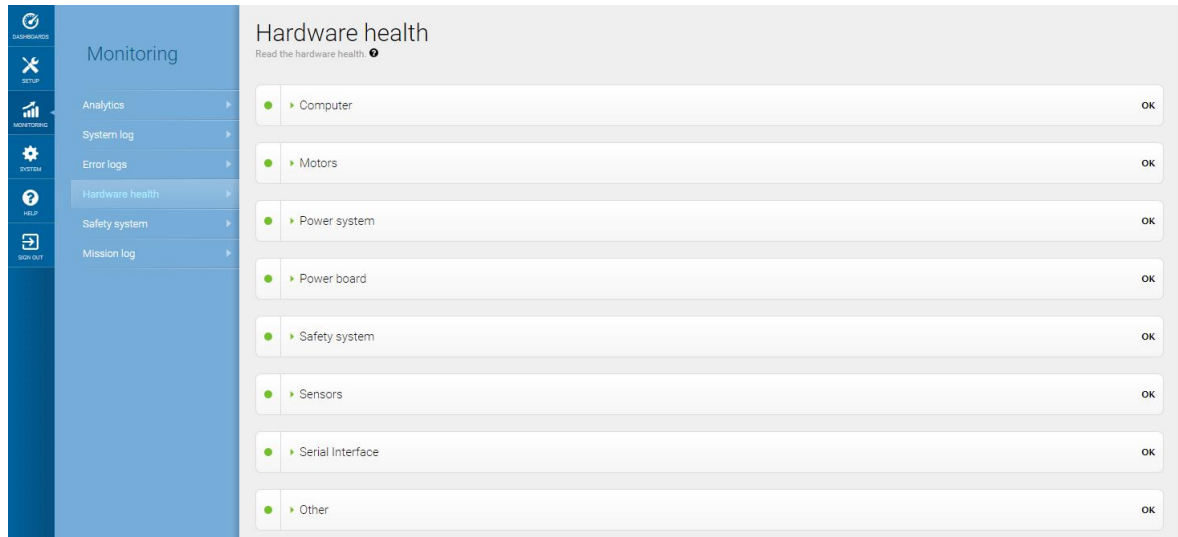 DASHBOARDS
SETUP
MONITORING
SYSTEM
HELP
SIGN OUT
Monitoring
Analytics
System log
Error logs
Hardware health
Safety system
Mission log
Hardware health
Read the hardware health. ?
Computer OK
Motors OK
Power system OK
Power board OK
Safety system OK
Sensors OK
Serial Interface OK
Other OK